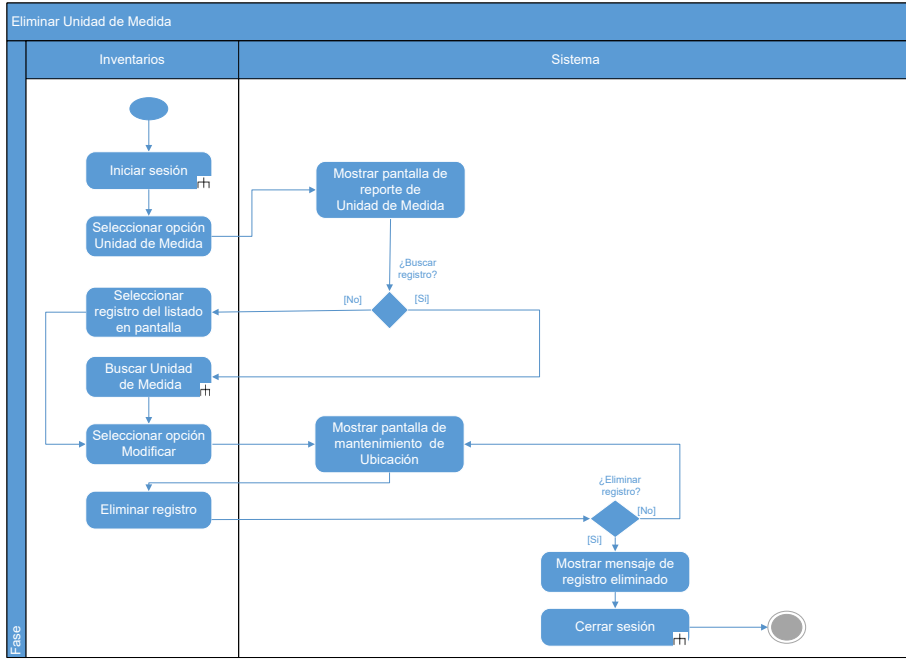 Eliminar Unidad de Medida
Fase
Inventarios
Sistema
Iniciar sesión
Seleccionar opción
Unidad de Medida
Mostrar pantalla de
reporte de
Unidad de Medida
¿Buscar
registro?
[No]
[Si]
Seleccionar
registro del listado
en pantalla
Buscar Unidad
de Medida
Seleccionar opción
Modificar
Mostrar pantalla de
mantenimiento de
Ubicación
Eliminar registro
¿Eliminar
registro?
[No]
[Si]
Mostrar mensaje de
registro eliminado
Cerrar sesión